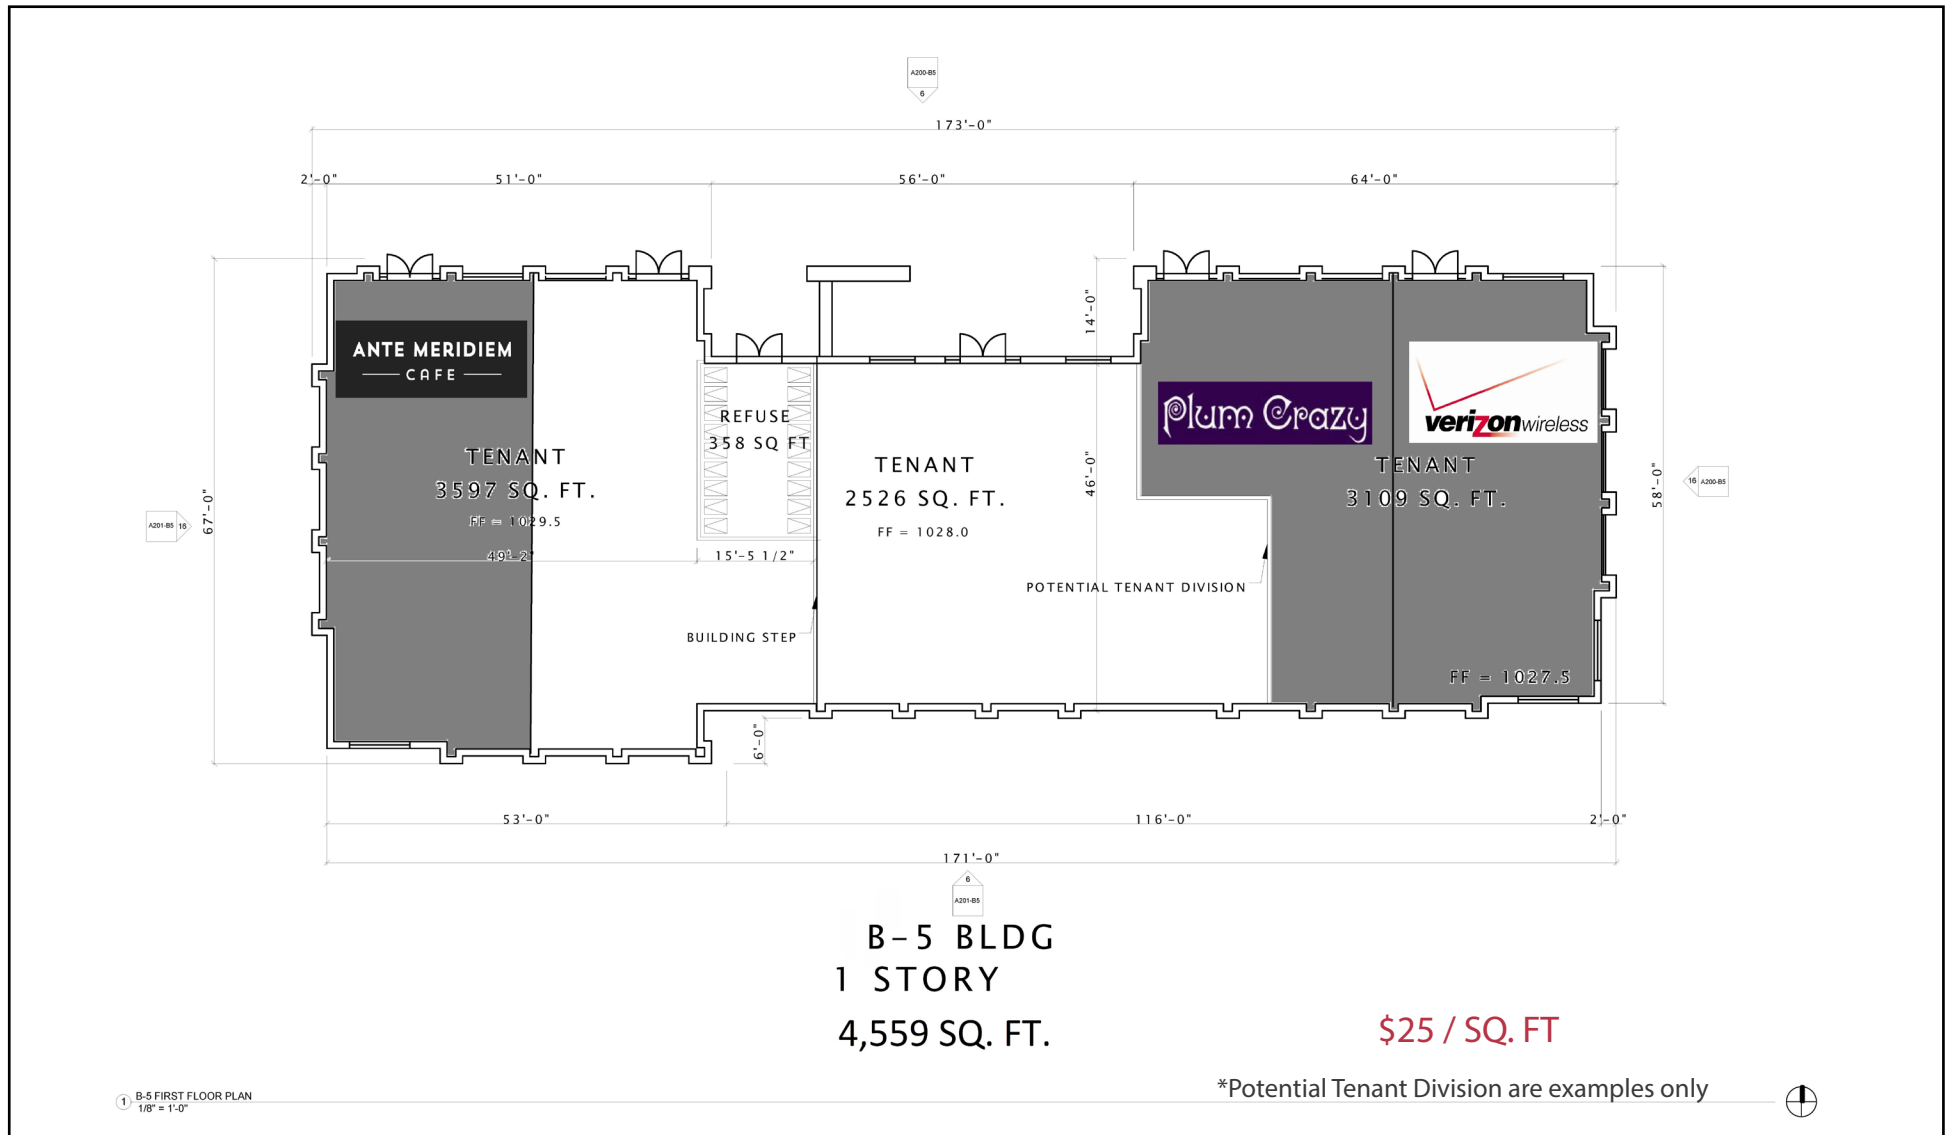 A200-B5
6
173'-0"
2'-0"
51'-0"
56'-0"
64'-0"
14'-0"
ANTE MERIDIEM
CAFE
Plum Crazy
verizonwireless
REFUSE
358 SQ FT
TENANT
3597 SQ. FT.
FF = 1029.5
49'-2"
15'-5 1/2"
TENANT
2526 SQ. FT.
FF = 1028.0
46'-0"
TENANT
3109 SQ. FT.
67'-0"
A201-B5 16
58'-0"
16 A200-B5
POTENTIAL TENANT DIVISION
BUILDING STEP
FF = 1027.5
6'-0"
53'-0"
116'-0"
2'-0"
171'-0"
6
A201-B5
B-5 BLDG
1 STORY
4,559 SQ. FT.
$25 / SQ. FT
*Potential Tenant Division are examples only
1 B-5 FIRST FLOOR PLAN
1/8" = 1'-0"